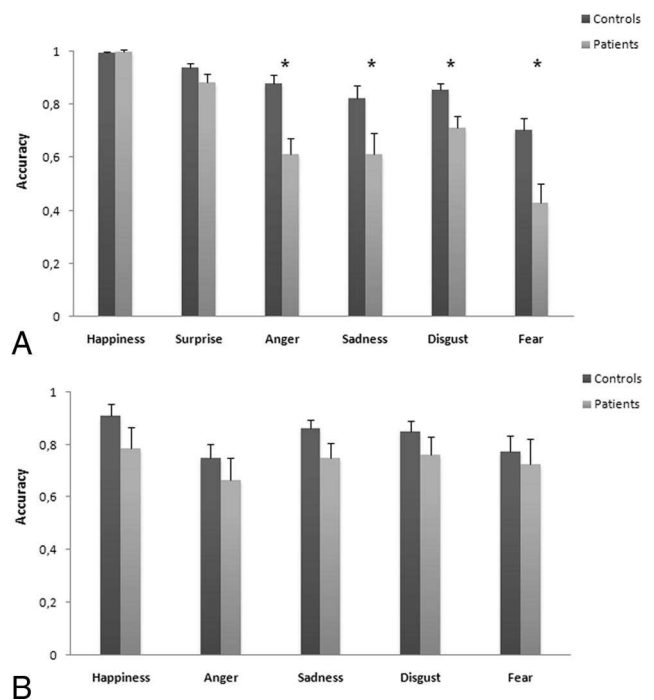 Controls
Patients
* * * *
1
0,8
0,6
0,4
0,2
0
Accuracy
Happiness Surprise Anger Sadness Disgust Fear
A
Controls
Patients
1
0,8
0,6
0,4
0,2
0
Accuracy
Happiness Anger Sadness Disgust Fear
B